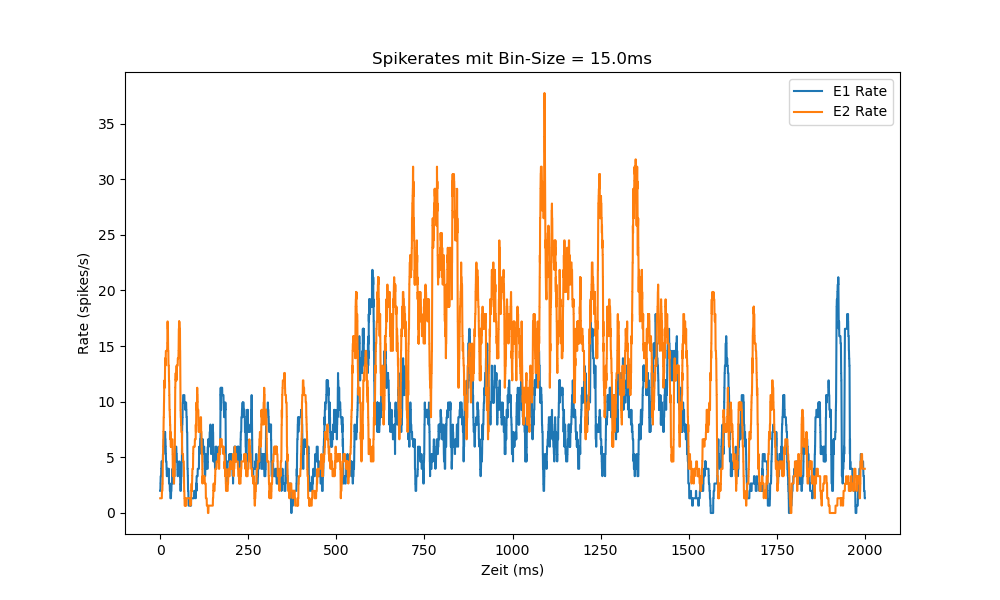 Spikerates mit Bin-Size = 15.0ms
E1 Rate
E2 Rate
Rate (spikes/s)
35
30
25
20
15
10
5
0
0 250 500 750 1000 1250 1500 1750 2000
Zeit (ms)